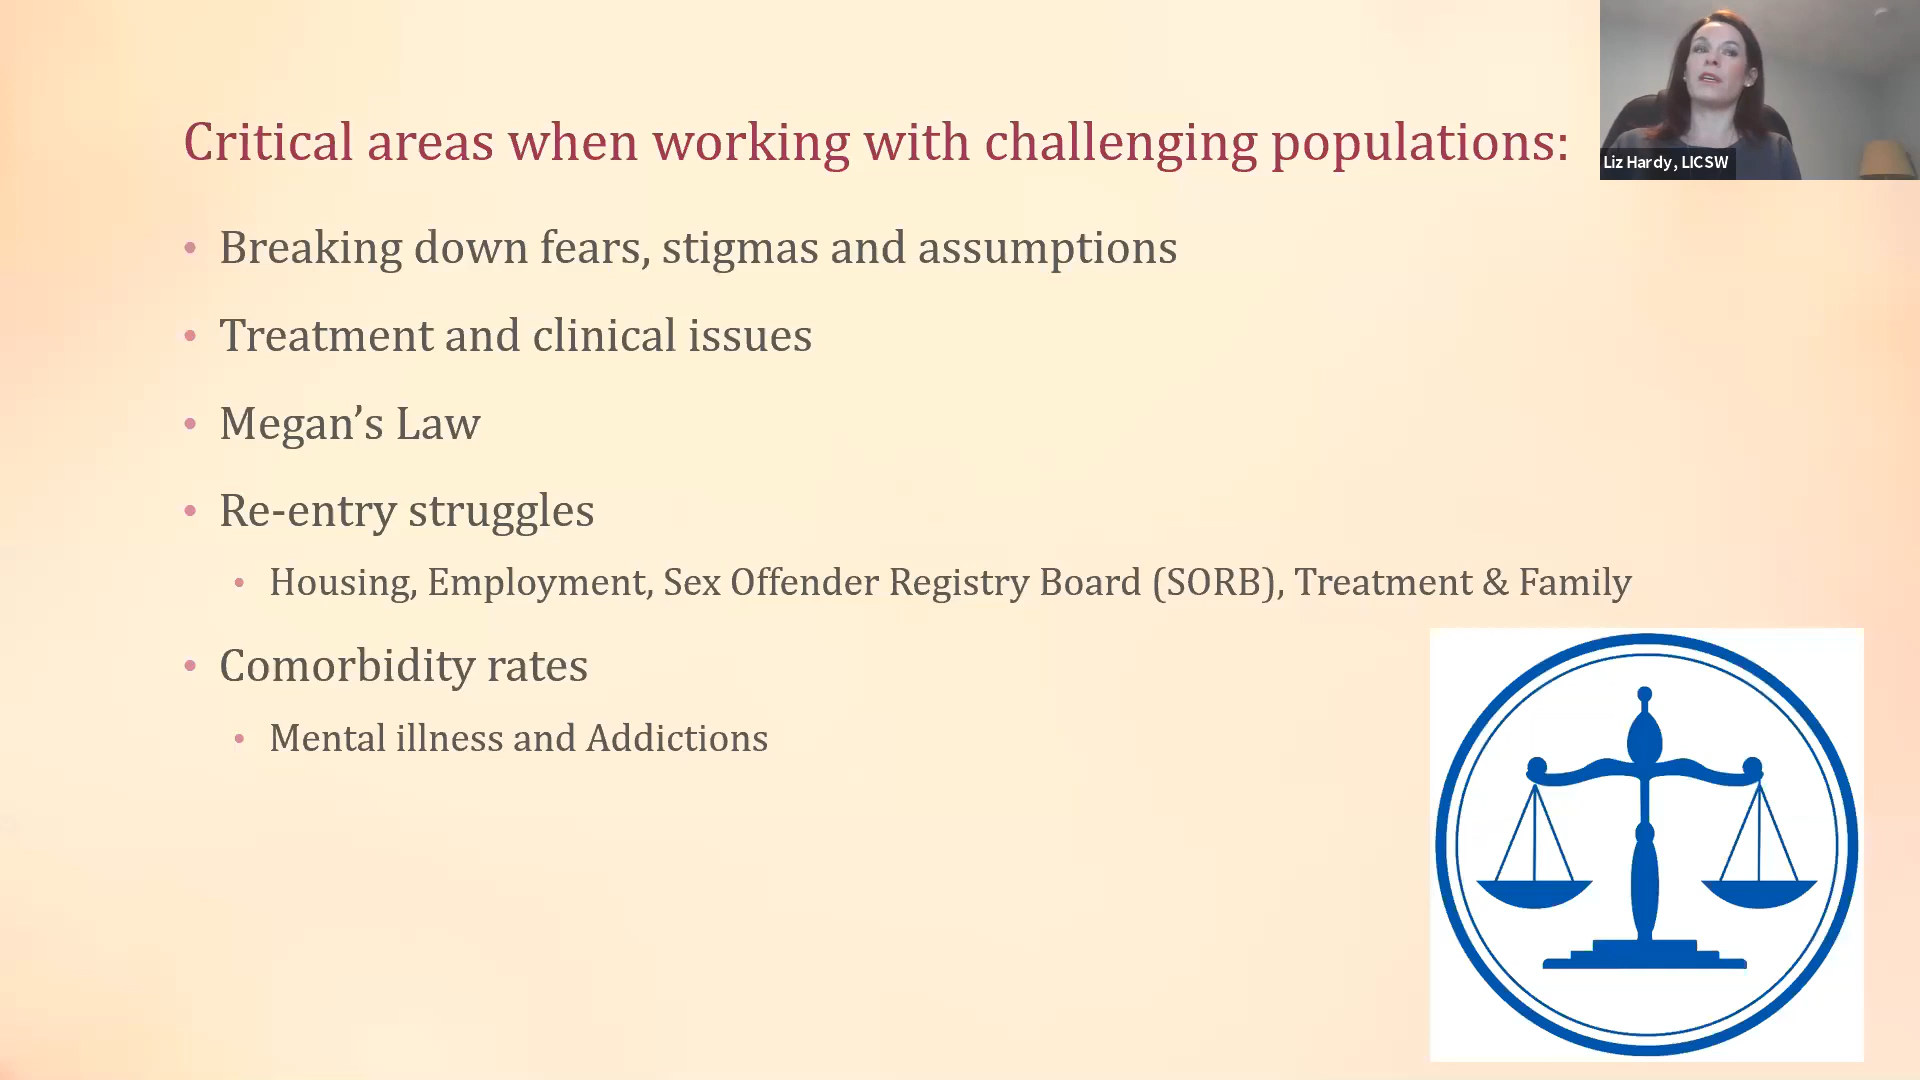 Critical areas when working with challenging populations:
Liz Hardy, LICSW
• Breaking down fears, stigmas and assumptions
• Treatment and clinical issues
• Megan’s Law
• Re-entry struggles
• Housing, Employment, Sex Offender Registry Board (SORB), Treatment & Family
• Comorbidity rates
• Mental illness and Addictions